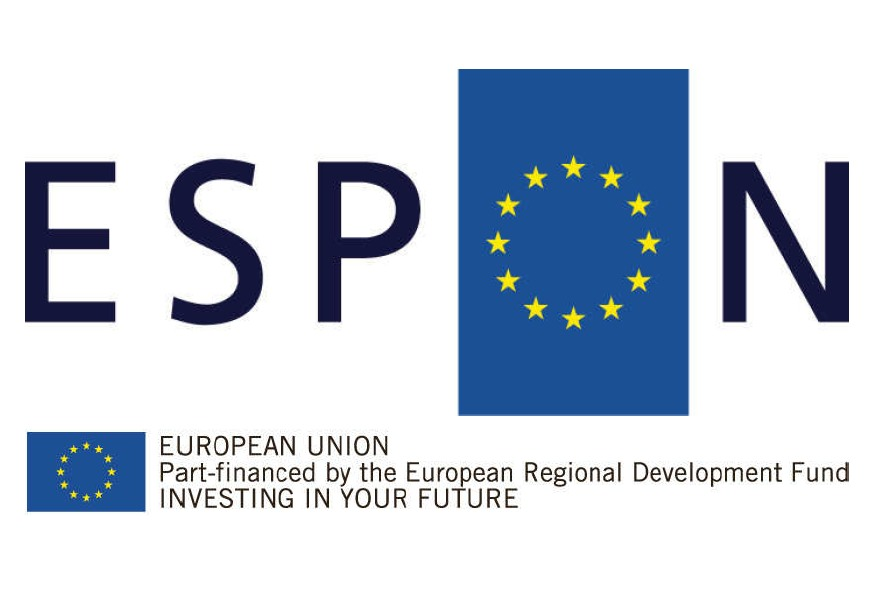 ESPON
EUROPEAN UNION
Part-financed by the European Regional Development Fund
INVESTING IN YOUR FUTURE